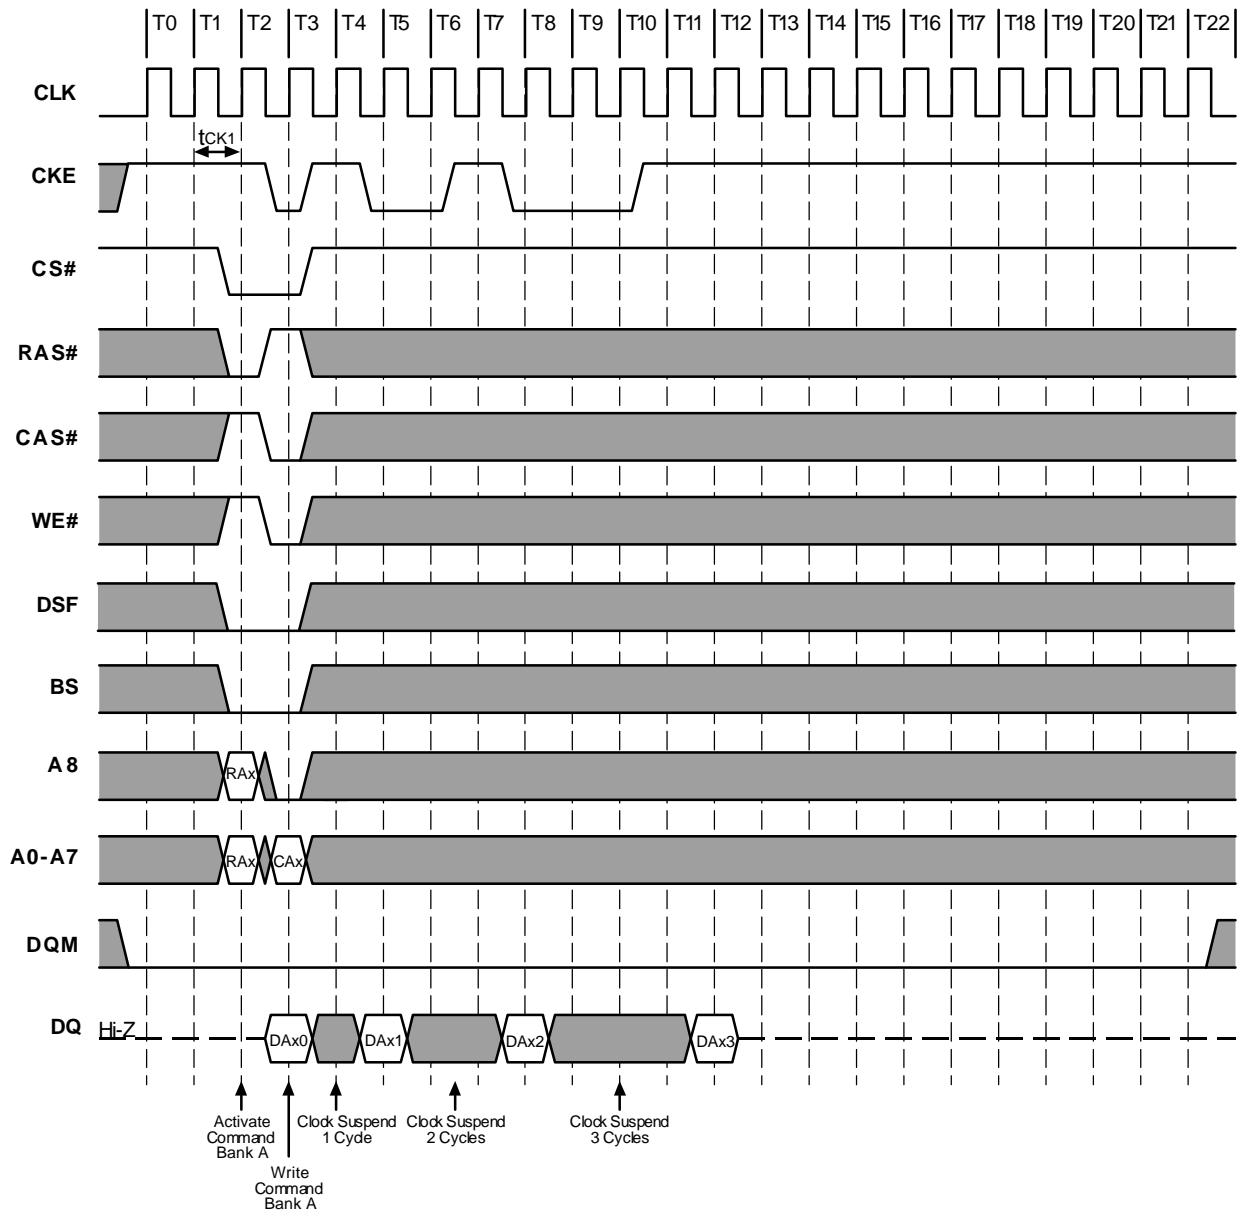 T0 T1 T2 T3 T4 T5 T6 T7 T8 T9 T10 T11 T12 T13 T14 T15 T16 T17 T18 T19 T20 T21 T22
CLK
tCK1
CKE
CS#
RAS#
CAS#
WE#
DSF
BS
A8
RAx
A0-A7
RAx CAx
DQM
DQ
Hi-Z
DAx0 DAx1 DAx2 DAx3
Activate
Command
Bank A
Write
Command
Bank A
Clock Suspend
1 Cycle
Clock Suspend
2 Cycles
Clock Suspend
3 Cycles